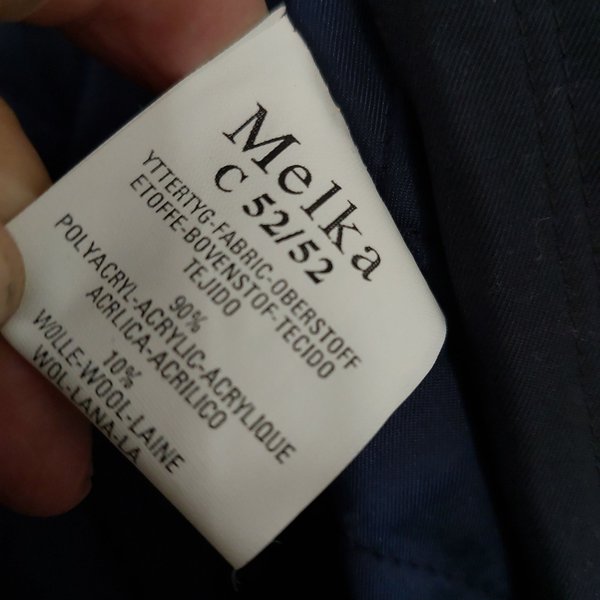 Melka
C 52/52
YTTERTYG-FABRIC-OBERSTOFF
ETOFFE-BOVENSTOF-TECIDO
TEJIDO
90%
POLYACRYL-ACRYLIC-ACRYLIQUE
ACRLICA-ACRILICO
10%
WOLLE-WOOL-LAINE
WOL-LANA-LA